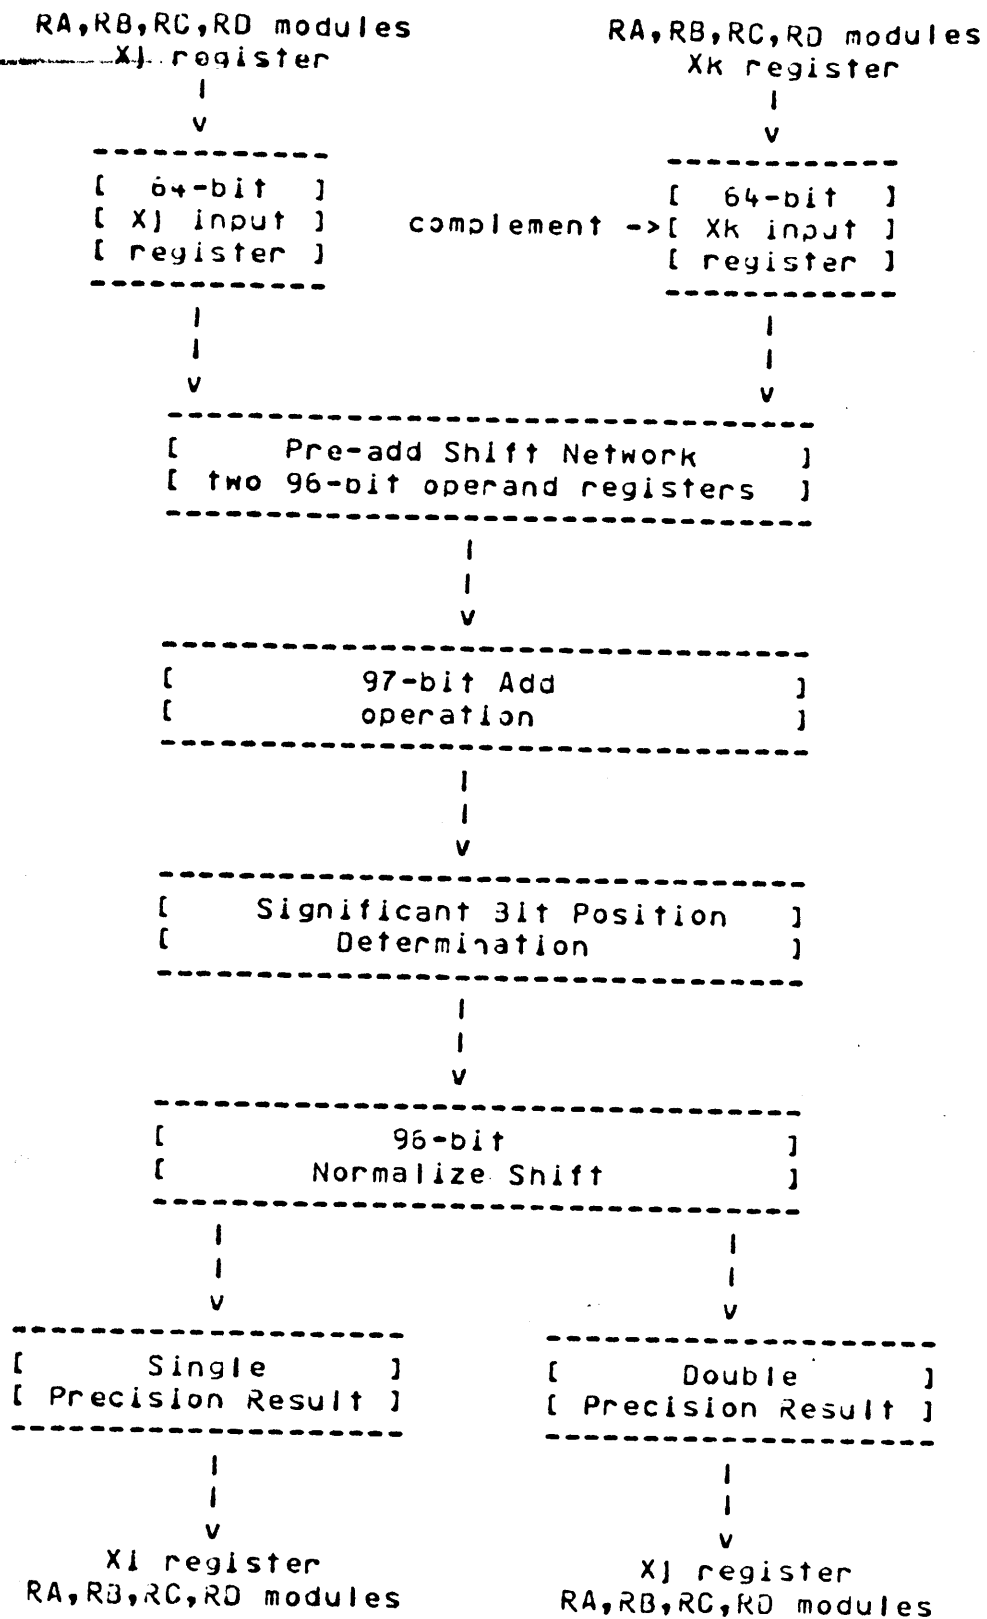 RA,RB,RC,RD modules
Xj register
RA,RB,RC,RD modules
Xk register
|
v
|
v
------------
[ 64-bit ]
[ Xj input ]
[ register ]
------------
complement ->
------------
[ 64-bit ]
[ Xk input ]
[ register ]
------------
|
|
v
|
|
v
---------------------------------
[ Pre-add Shift Network ]
[ two 96-bit operand registers ]
---------------------------------
|
|
v
---------------------------------
[ 97-bit Add ]
[ operation ]
---------------------------------
|
|
v
---------------------------------
[ Significant Bit Position ]
[ Determination ]
---------------------------------
|
|
v
---------------------------------
[ 96-bit ]
[ Normalize Shift ]
---------------------------------
|
|
v
|
|
v
--------------------
[ Single ]
[ Precision Result ]
--------------------
--------------------
[ Double ]
[ Precision Result ]
--------------------
|
|
v
|
|
v
Xi register
RA,RB,RC,RD modules
Xj register
RA,RB,RC,RD modules